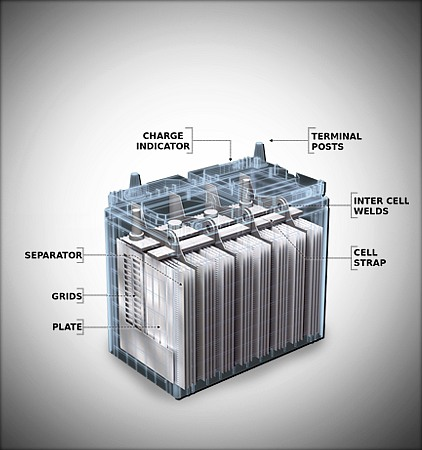 CHARGE
INDICATOR
TERMINAL
POSTS
INTER CELL
WELDS
SEPARATOR
CELL
STRAP
GRIDS
PLATE